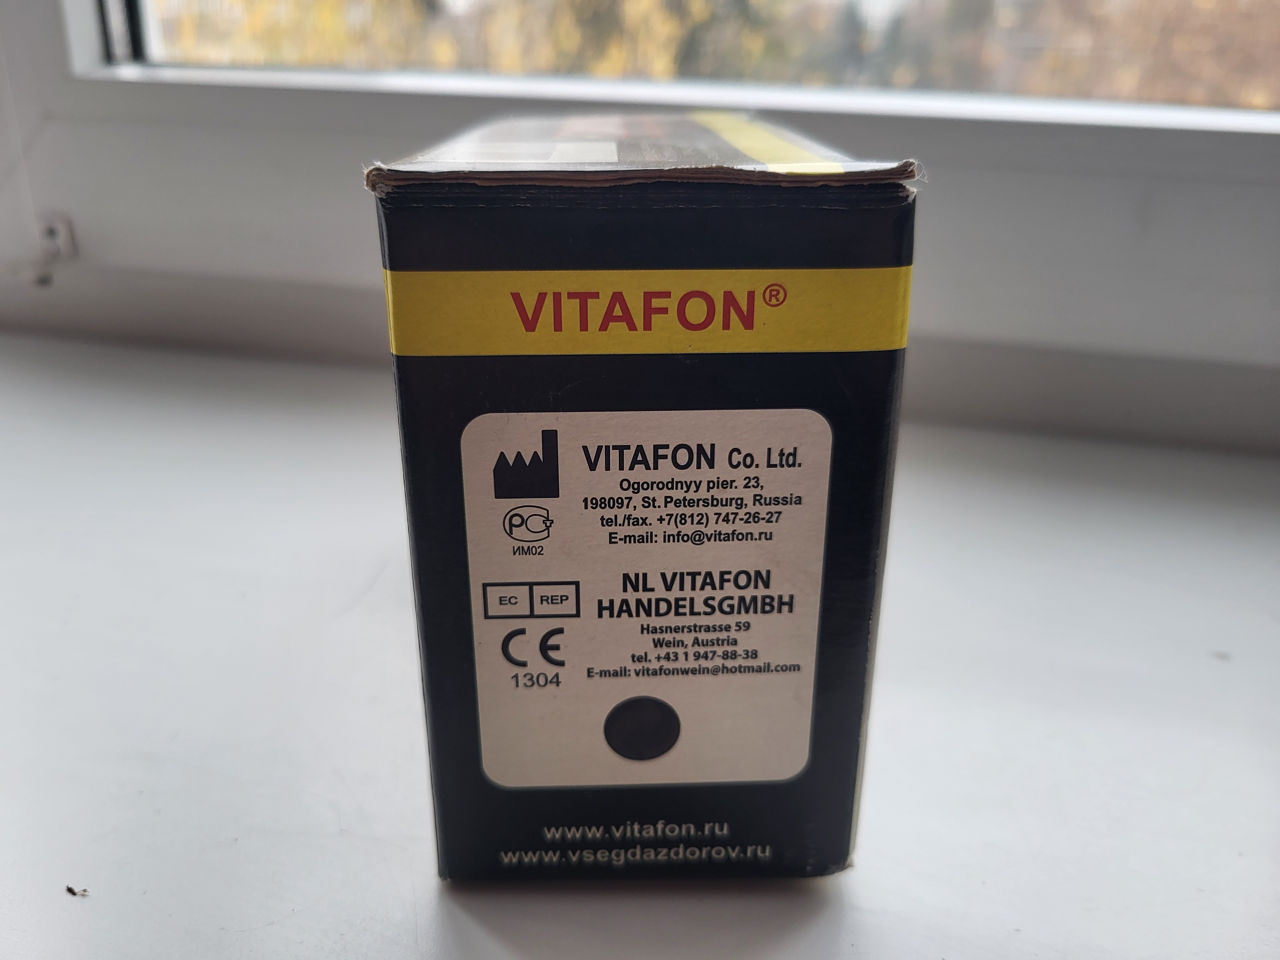 VITAFON®
VITAFON Co. Ltd.
Ogorodnyy pier. 23,
198097, St. Petersburg, Russia
tel./fax. +7(812) 747-26-27
E-mail: info@vitafon.ru
РСТ
ИМ02
NL VITAFON
HANDELSGMBH
EC REP
Hasnerstrasse 59
Wein, Austria
tel. +43 1 947-88-38
E-mail: vitafonwein@hotmail.com
CE
1304
www.vitafon.ru
www.vsegdazdorov.ru